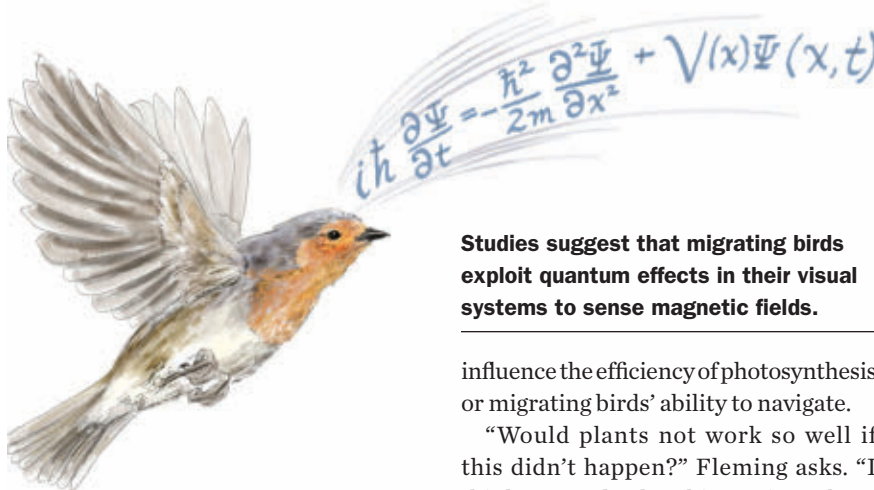 iħ ∂Ψ/∂t = -ħ²/2m ∂²Ψ/∂x² + V(x)Ψ(x,t)
Studies suggest that migrating birds
exploit quantum effects in their visual
systems to sense magnetic fields.
influence the efficiency of photosynthesis
or migrating birds’ ability to navigate.
“Would plants not work so well if
this didn’t happen?” Fleming asks. “I